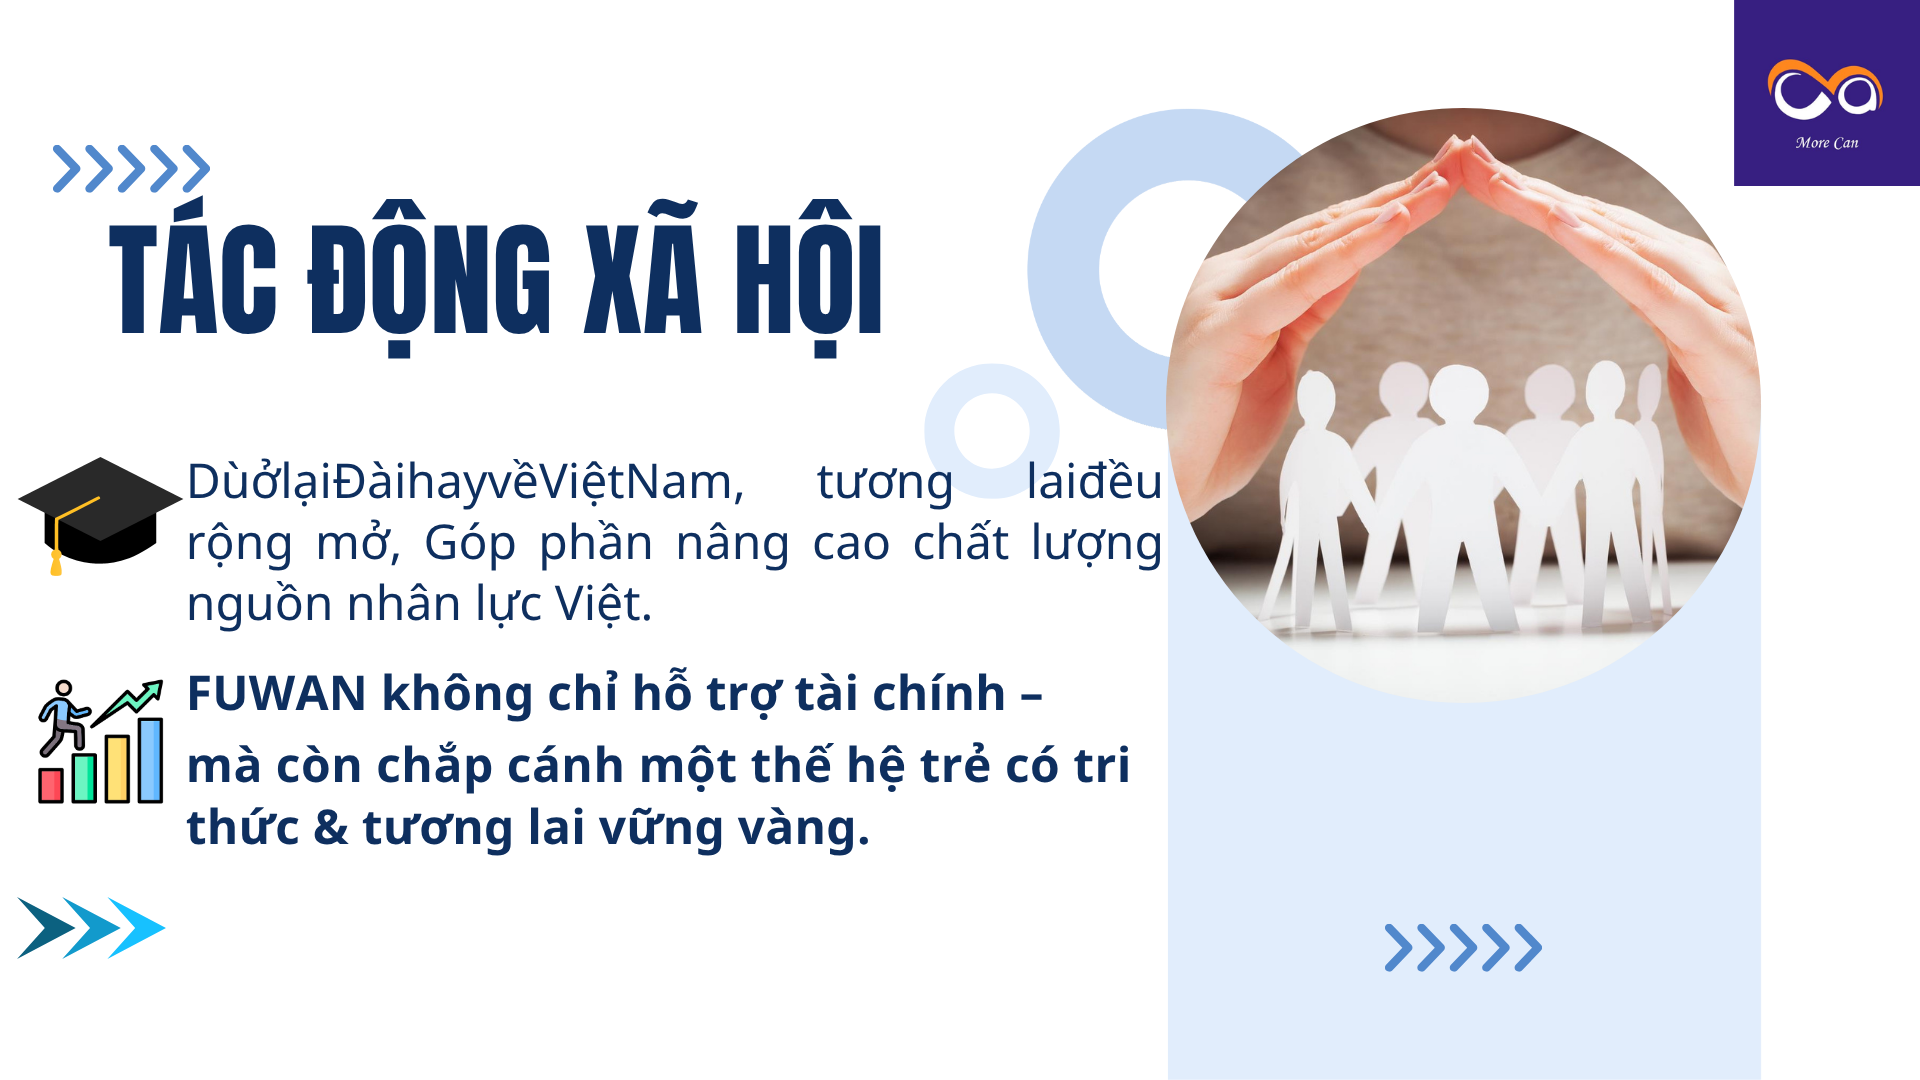 More Can
TÁC ĐỘNG XÃ HỘI
DùởlạiĐàihayvềViệtNam, tương laiđều
rộng mở, Góp phần nâng cao chất lượng
nguồn nhân lực Việt.
FUWAN không chỉ hỗ trợ tài chính –
mà còn chắp cánh một thế hệ trẻ có tri
thức & tương lai vững vàng.